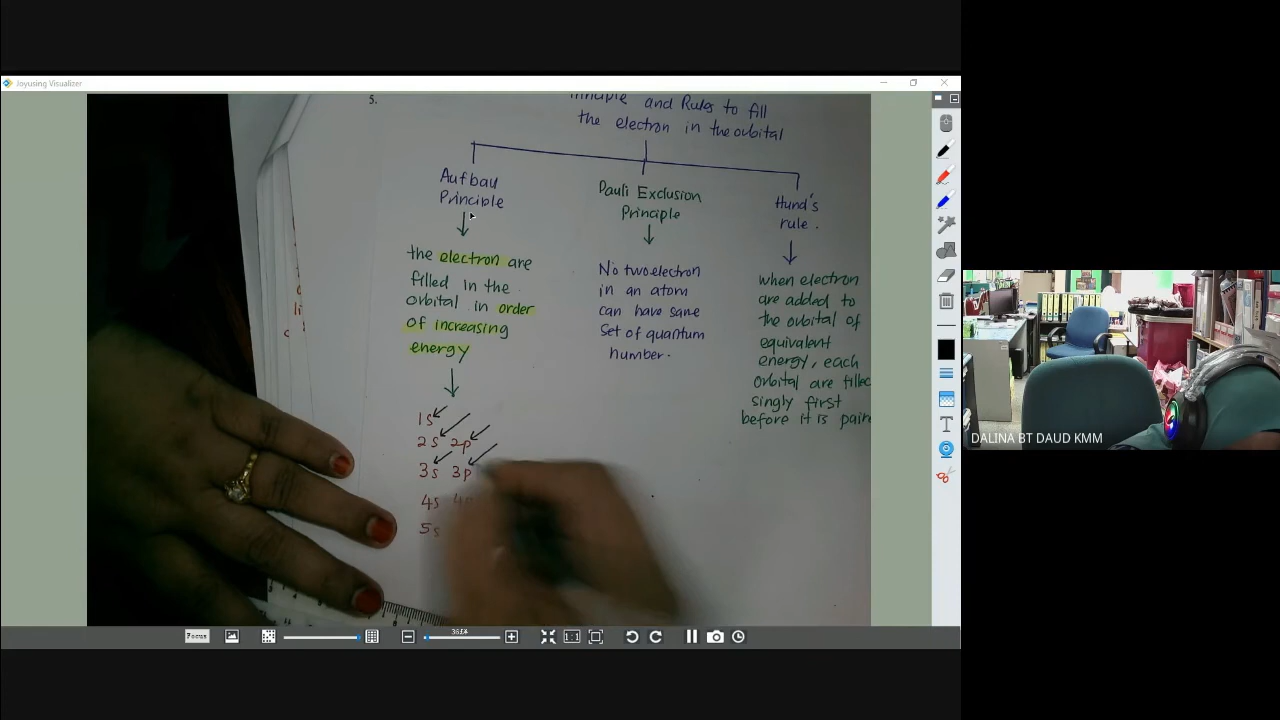 Joyusing Visualizer
5.
and Rules to fill
the electron in the orbital
Aufbau
Principle
the electron are
filled in the
orbital in order
of increasing
energy
1s
2s 2p
3s 3p
4s
5s
Pauli Exclusion
Principle
No two electron
in an atom
can have same
set of quantum
number.
Hund's
rule.
when electron
are added to
the orbital of
equivalent
energy, each
orbital are
singly first
before it is
DALINA BT DAUD KMM
Focus
1:1
T